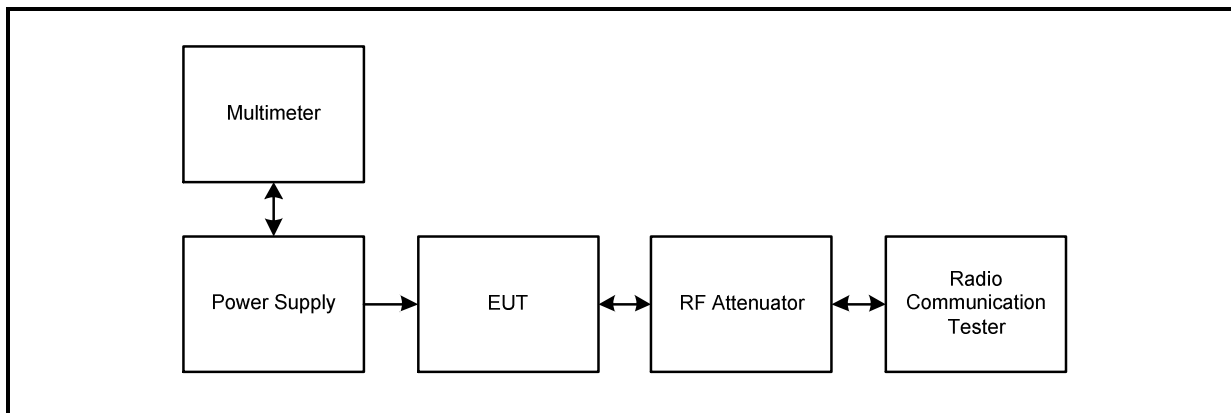 Multimeter
Power Supply
EUT
RF Attenuator
Radio
Communication
Tester